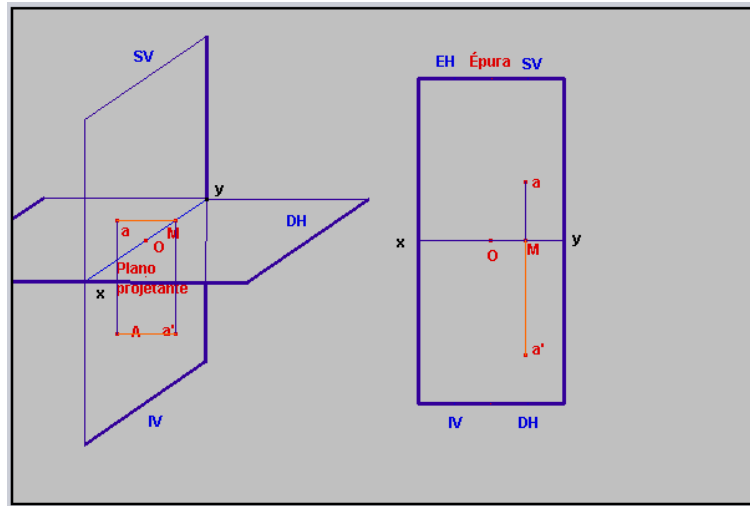 SV
y
DH
a
M
O
Plano
projetante
x
A a'
IV
EH Épura SV
a
x
y
O
M
a'
IV DH